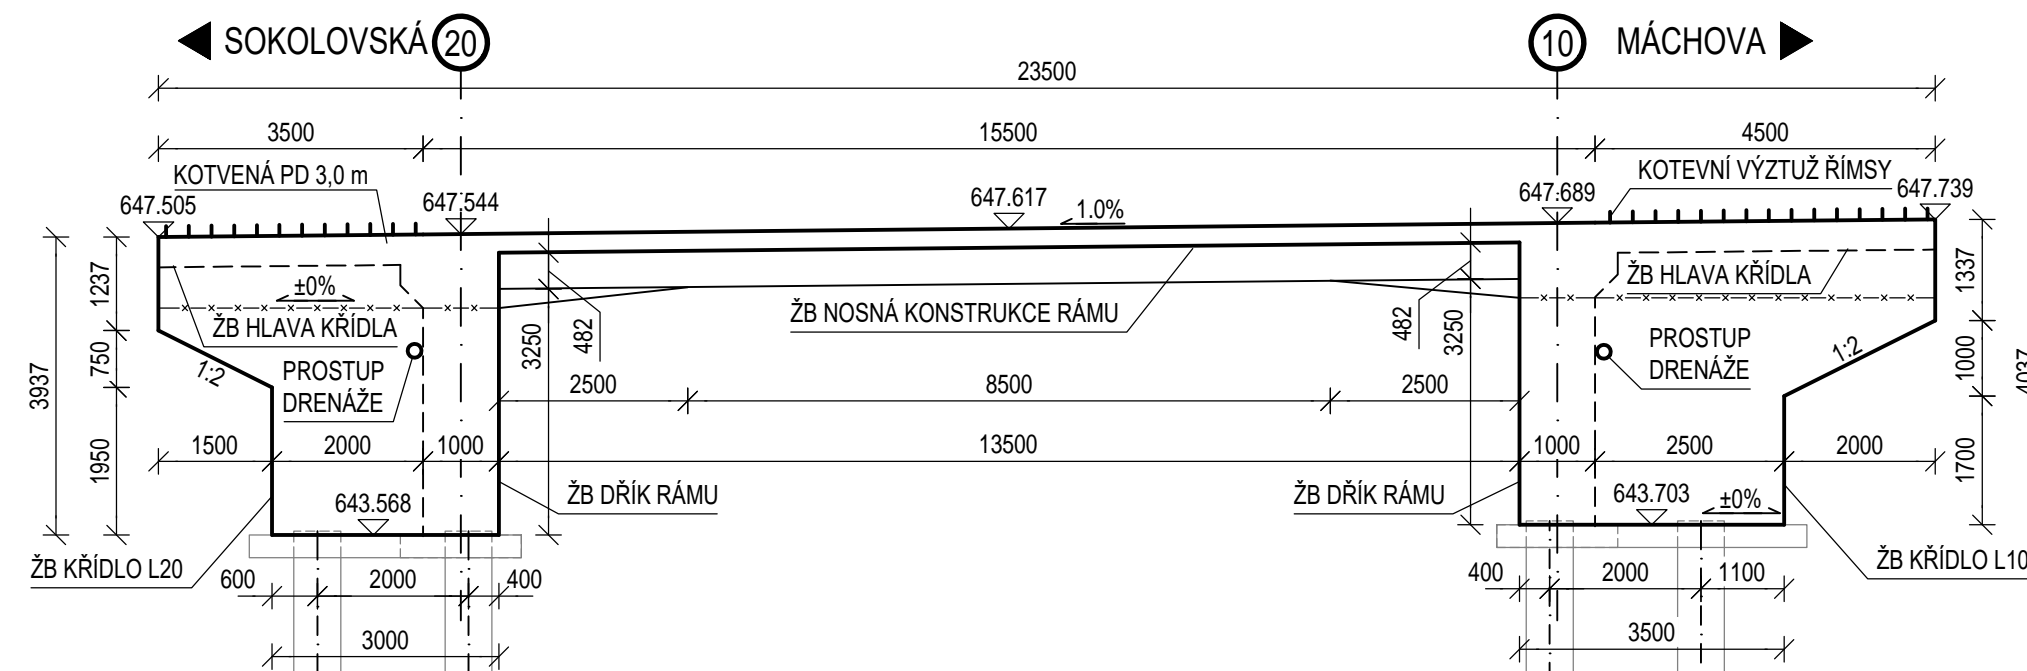 SOKOLOVSKÁ 20 10 MÁCHOVA
23500
3500 15500 4500
KOTVENÁ PD 3,0 m KOTEVNÍ VÝZTUŽ ŘÍMSY
647.505 647.544 647.617 1.0% 647.689 647.739
±0%
ŽB HLAVA KŘÍDLA
ŽB HLAVA KŘÍDLA
ŽB NOSNÁ KONSTRUKCE RÁMU
1237 750 1950 3937
1:2
PROSTUP
DRENÁŽE
3250 482
482 3250
PROSTUP
DRENÁŽE
1:2
1337 1000 1700 4037
2500 8500 2500
1500 2000 1000 13500 1000 2500 2000
643.568 ŽB DŘÍK RÁMU ŽB DŘÍK RÁMU 643.703 ±0%
ŽB KŘÍDLO L20 ŽB KŘÍDLO L10
600 2000 400 400 2000 1100
3000 3500